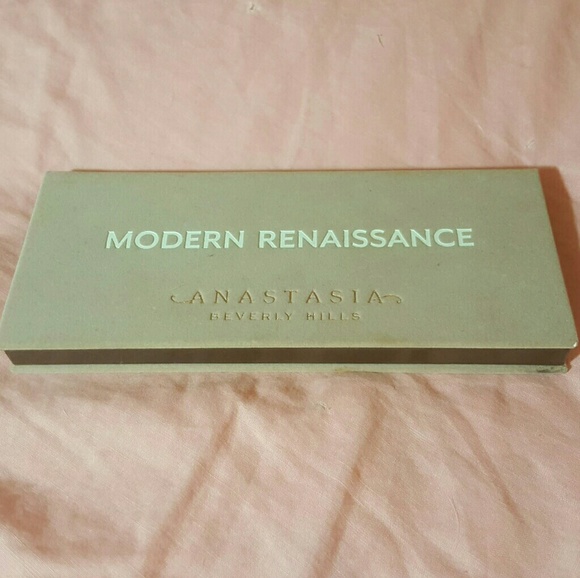 MODERN RENAISSANCE
ANASTASIA
BEVERLY HILLS